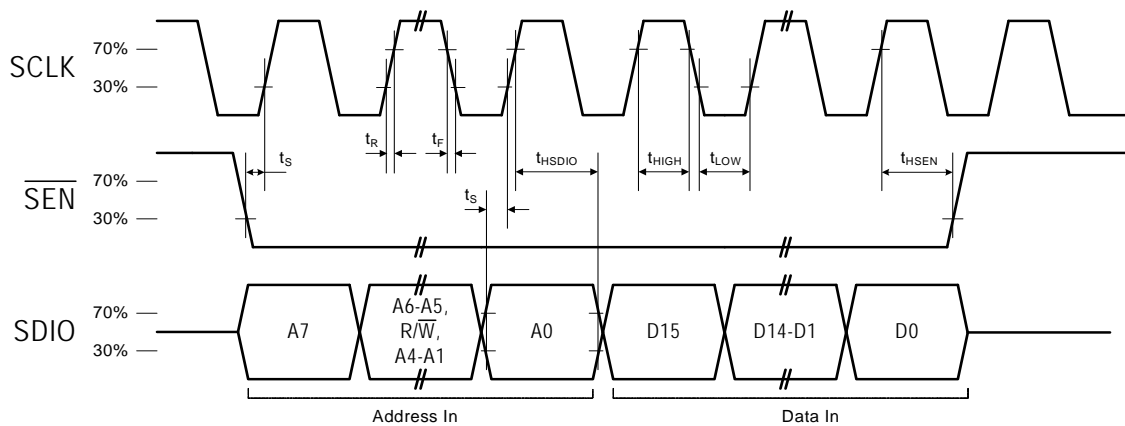 SCLK
70%
30%
tS
tR
tF
tHSDIO
tHIGH
tLOW
tHSEN
SEN
70%
30%
tS
SDIO
70%
30%
A7
A6-A5,
R/W,
A4-A1
A0
D15
D14-D1
D0
Address In
Data In